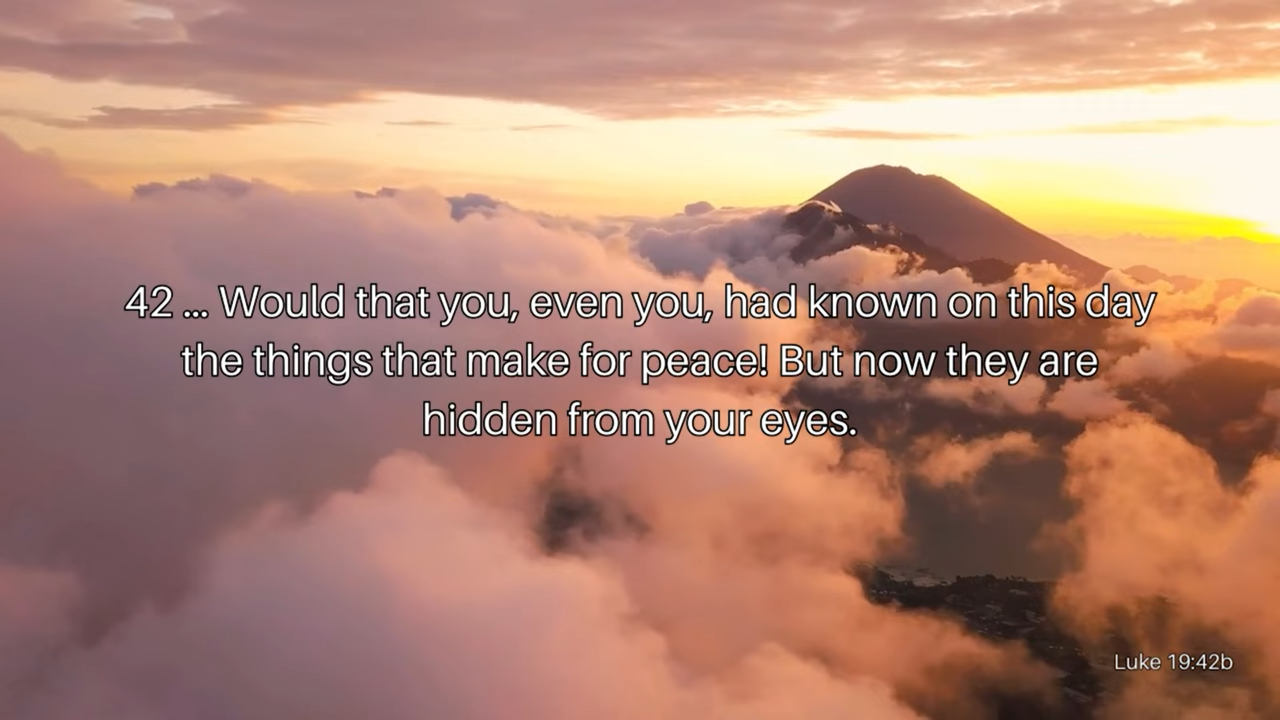 42 ... Would that you, even you, had known on this day
the things that make for peace! But now they are
hidden from your eyes.
Luke 19:42b